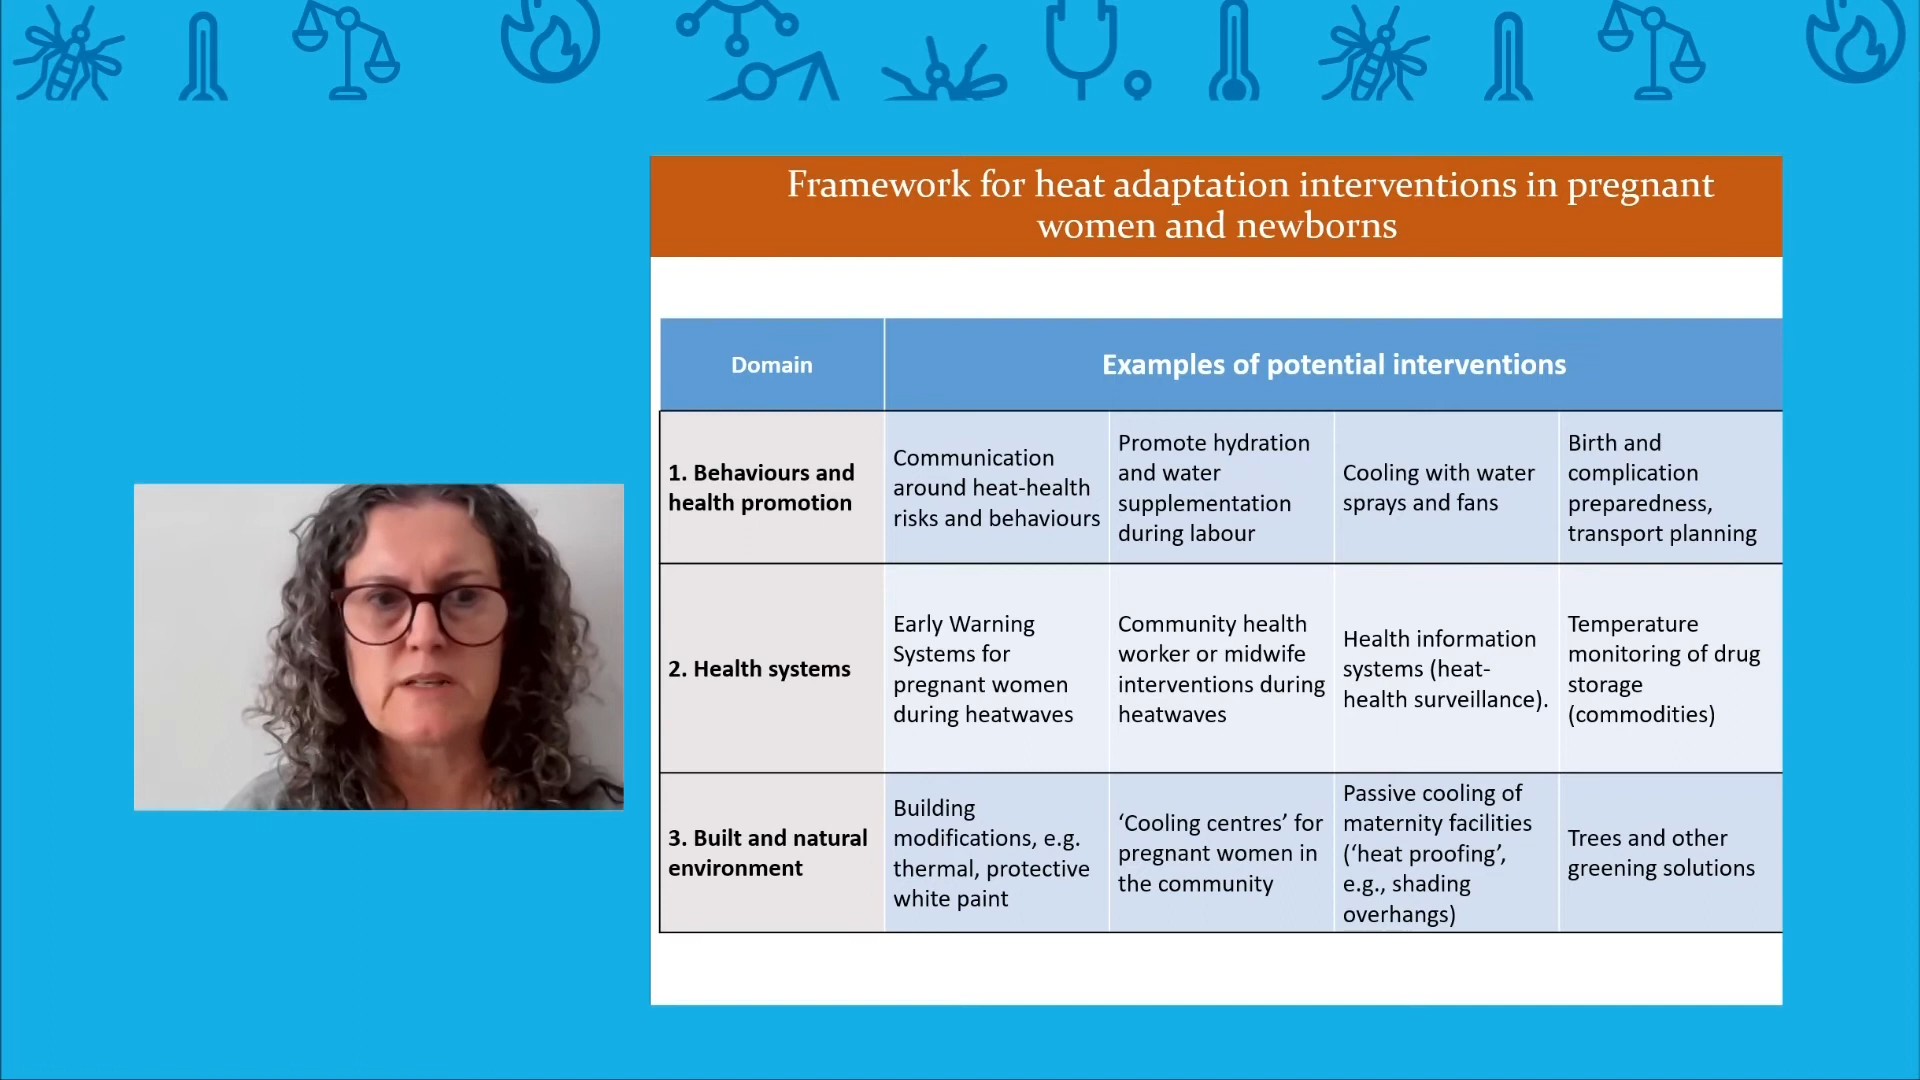 Framework for heat adaptation interventions in pregnant
women and newborns
Domain
Examples of potential interventions
1. Behaviours and
health promotion
Communication
around heat-health
risks and behaviours
Promote hydration
and water
supplementation
during labour
Cooling with water
sprays and fans
Birth and
complication
preparedness,
transport planning
2. Health systems
Early Warning
Systems for
pregnant women
during heatwaves
Community health
worker or midwife
interventions during
heatwaves
Health information
systems (heat-
health surveillance).
Temperature
monitoring of drug
storage
(commodities)
3. Built and natural
environment
Building
modifications, e.g.
thermal, protective
white paint
‘Cooling centres’ for
pregnant women in
the community
Passive cooling of
maternity facilities
(‘heat proofing’,
e.g., shading
overhangs)
Trees and other
greening solutions